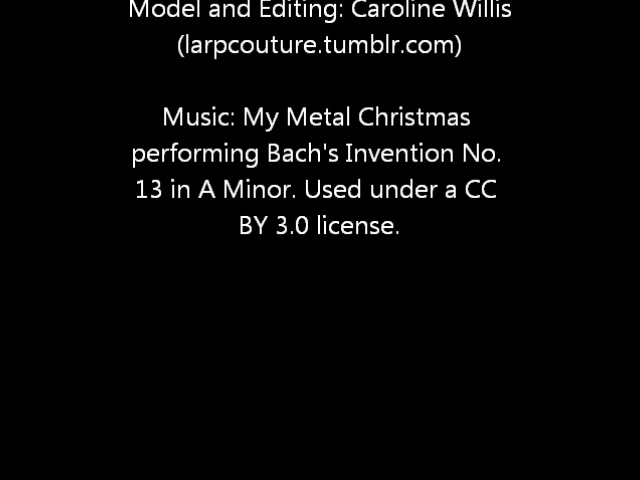 Model and Editing: Caroline Willis
(larpcouture.tumblr.com)
Music: My Metal Christmas
performing Bach's Invention No.
13 in A Minor. Used under a CC
BY 3.0 license.